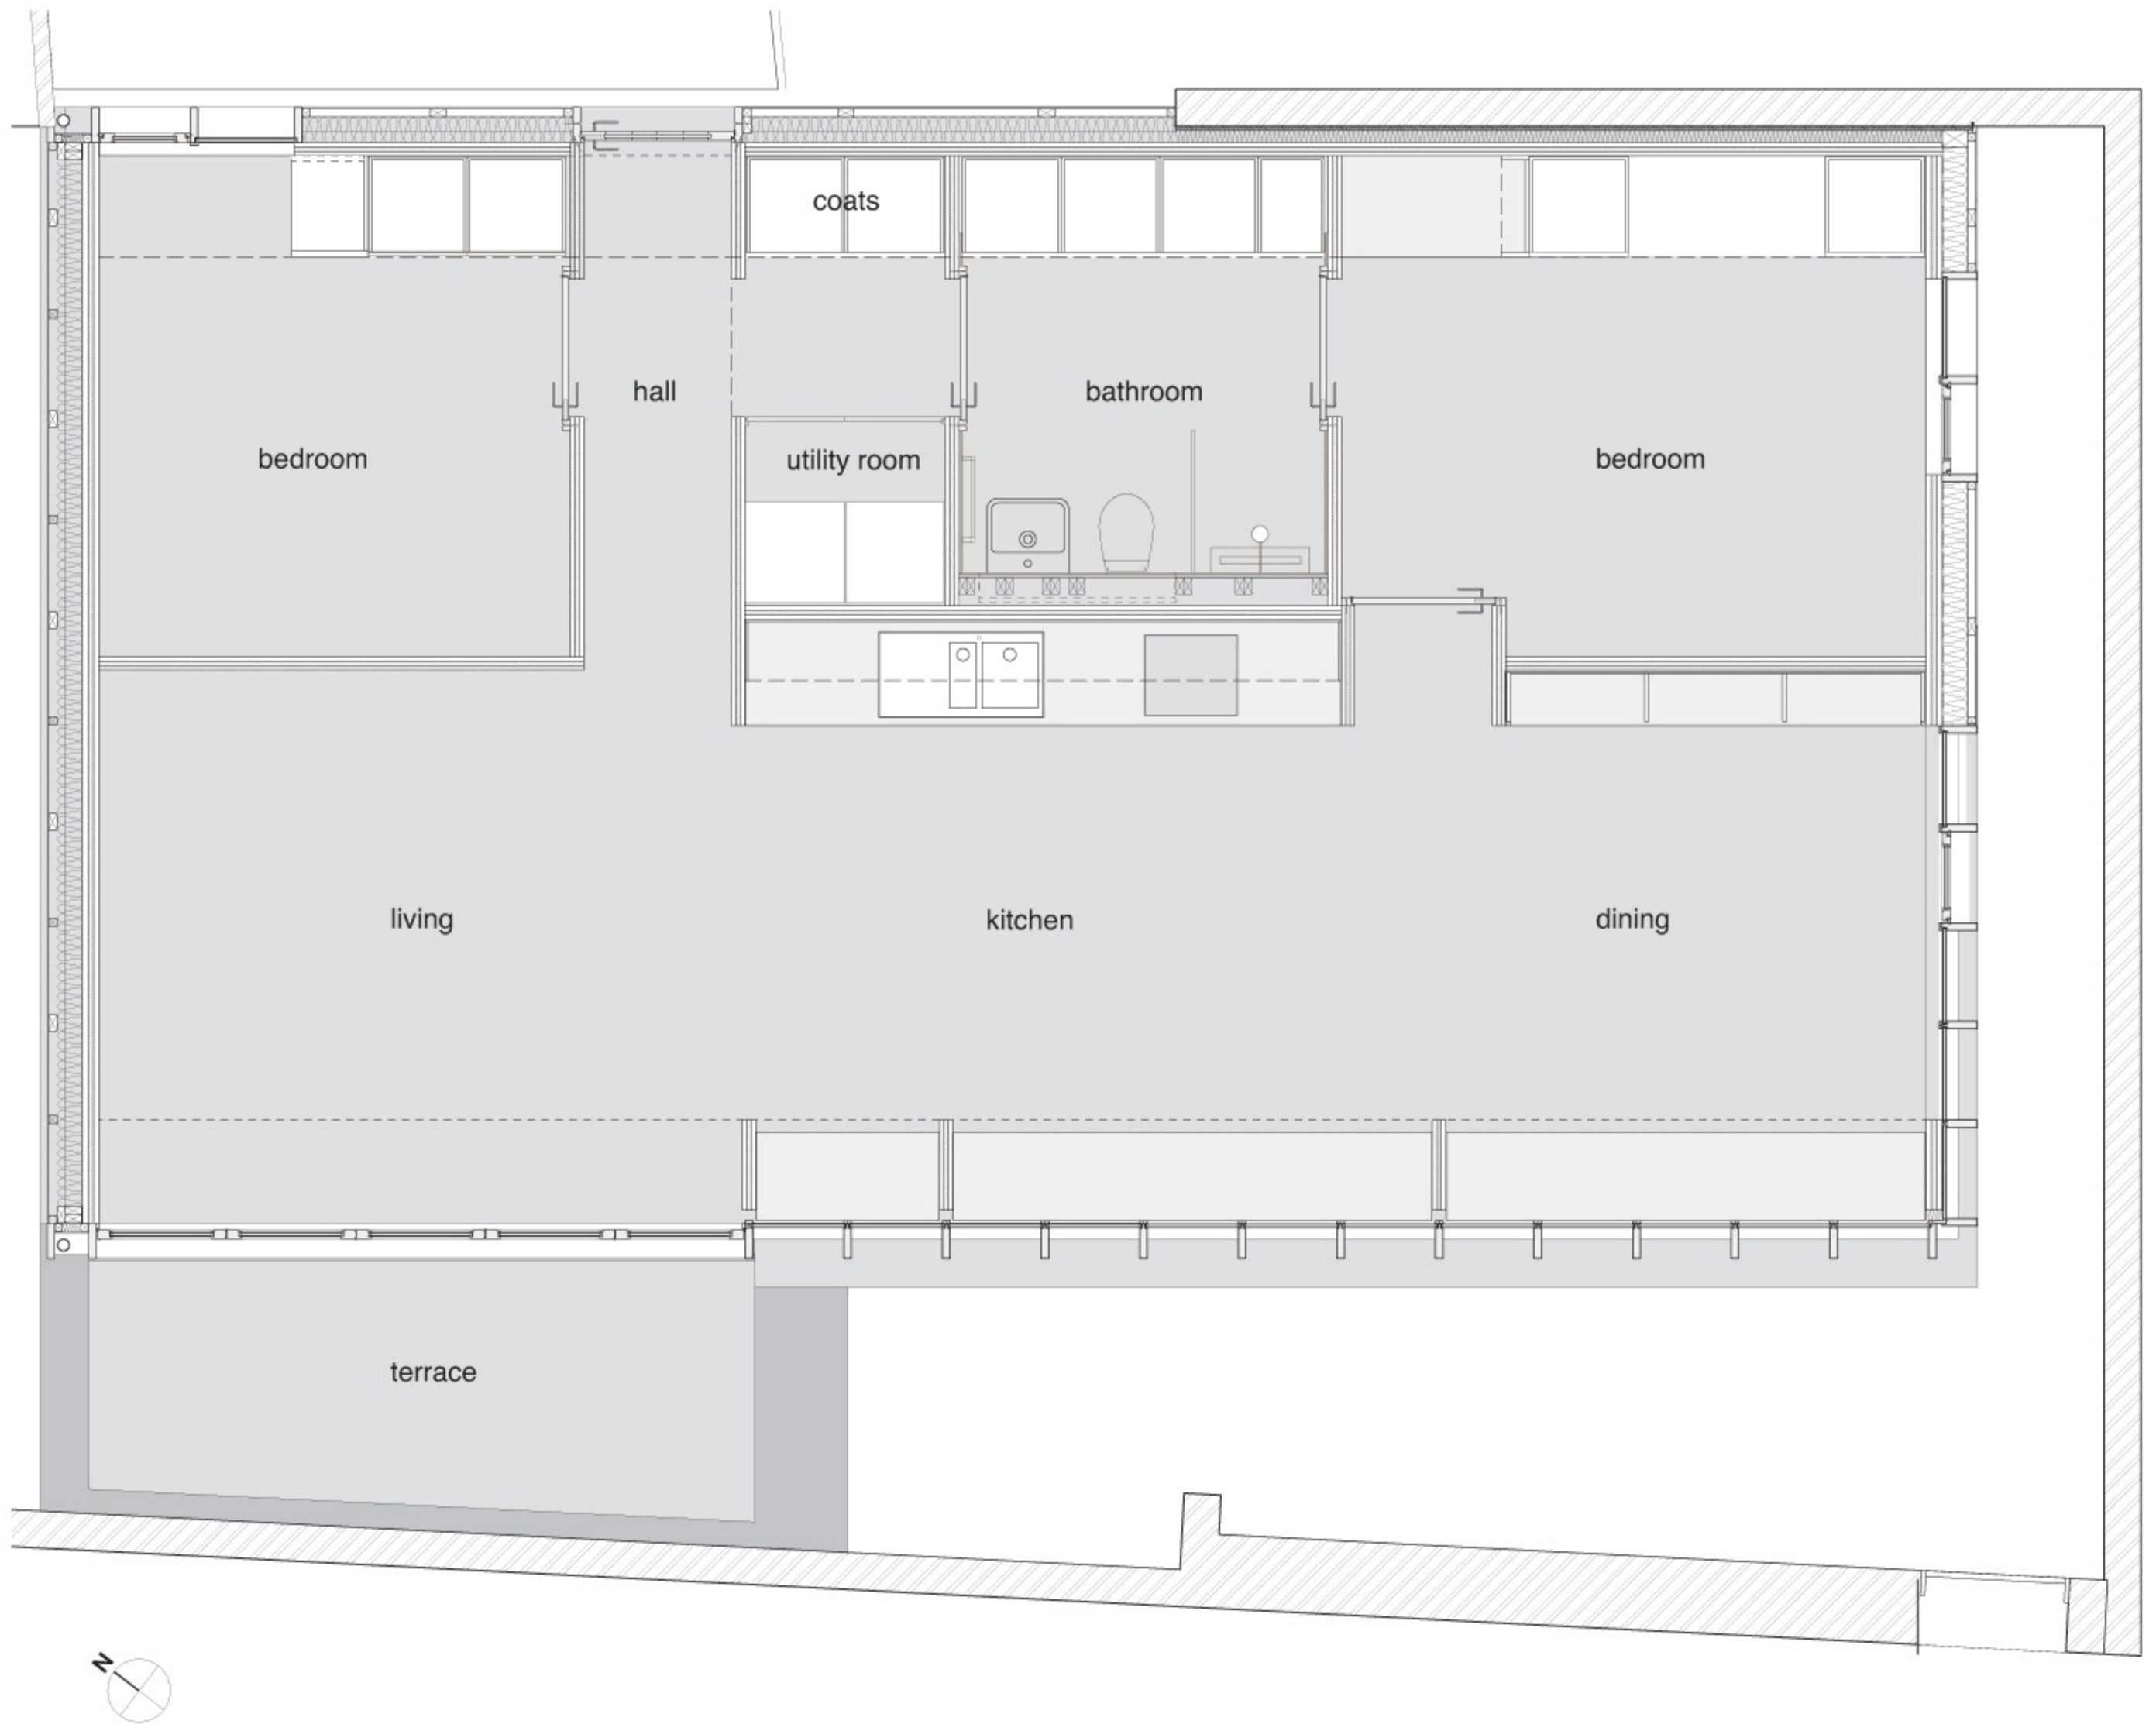 coats
hall
bathroom
bedroom
utility room
bedroom
living
kitchen
dining
terrace
N